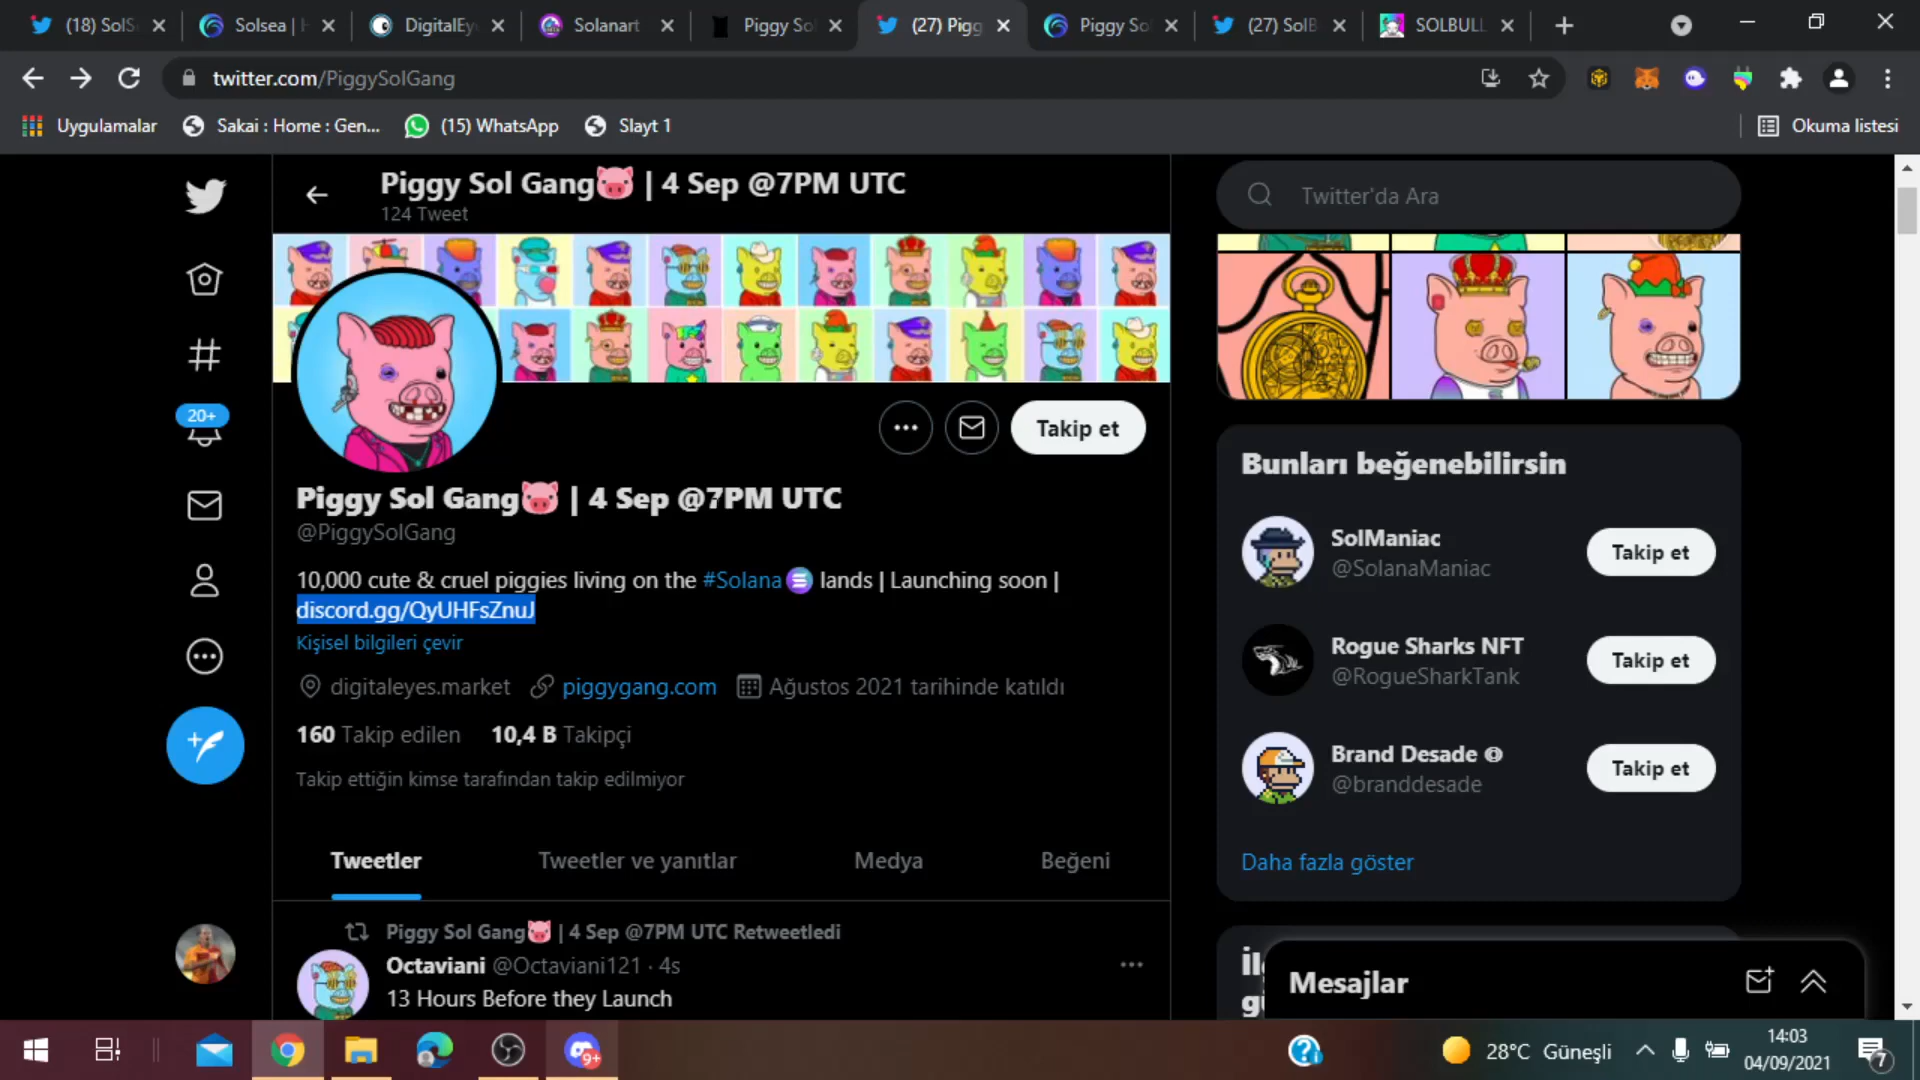 (18) SolS
Solsea | H
DigitalEye
Solanart
Piggy Sol
(27) Pigg
Piggy So
(27) SolB
SOLBULL
twitter.com/PiggySolGang
Uygulamalar
Sakai : Home : Gen...
(15) WhatsApp
Slayt 1
Okuma listesi
Piggy Sol Gang🐷 | 4 Sep @7PM UTC
124 Tweet
Twitter'da Ara
20+
Takip et
Piggy Sol Gang🐷 | 4 Sep @7PM UTC
@PiggySolGang
10,000 cute & cruel piggies living on the #Solana lands | Launching soon |
discord.gg/QyUHFsZnuJ
Kişisel bilgileri çevir
digitaleyes.market piggygang.com Ağustos 2021 tarihinde katıldı
160 Takip edilen 10,4 B Takipçi
Takip ettiğin kimse tarafından takip edilmiyor
Tweetler
Tweetler ve yanıtlar
Medya
Beğeni
Piggy Sol Gang🐷 | 4 Sep @7PM UTC Retweetledi
Octaviani @Octaviani121 · 4s
13 Hours Before they Launch
Bunları beğenebilirsin
SolManiac
@SolanaManiac
Takip et
Rogue Sharks NFT
@RogueSharkTank
Takip et
Brand Desade
@branddesade
Takip et
Daha fazla göster
Mesajlar
9+
28°C Güneşli
14:03
04/09/2021
7